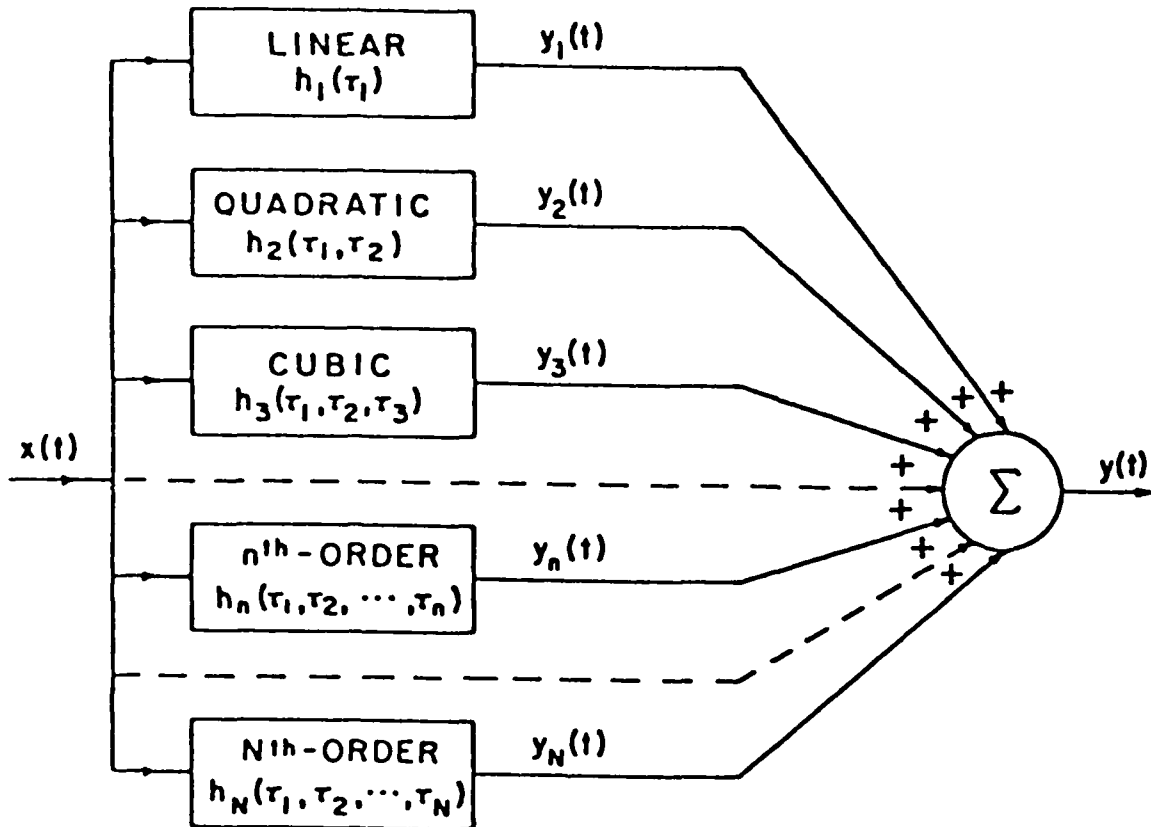 LINEAR
h₁(τ₁)
y₁(t)
QUADRATIC
h₂(τ₁,τ₂)
y₂(t)
CUBIC
h₃(τ₁,τ₂,τ₃)
y₃(t)
+ + +
x(t)
+
Σ
y(t)
+
nᵗʰ-ORDER
hₙ(τ₁,τ₂,···,τₙ)
yₙ(t)
+
+
Nᵗʰ-ORDER
h_N(τ₁,τ₂,···,τ_N)
y_N(t)